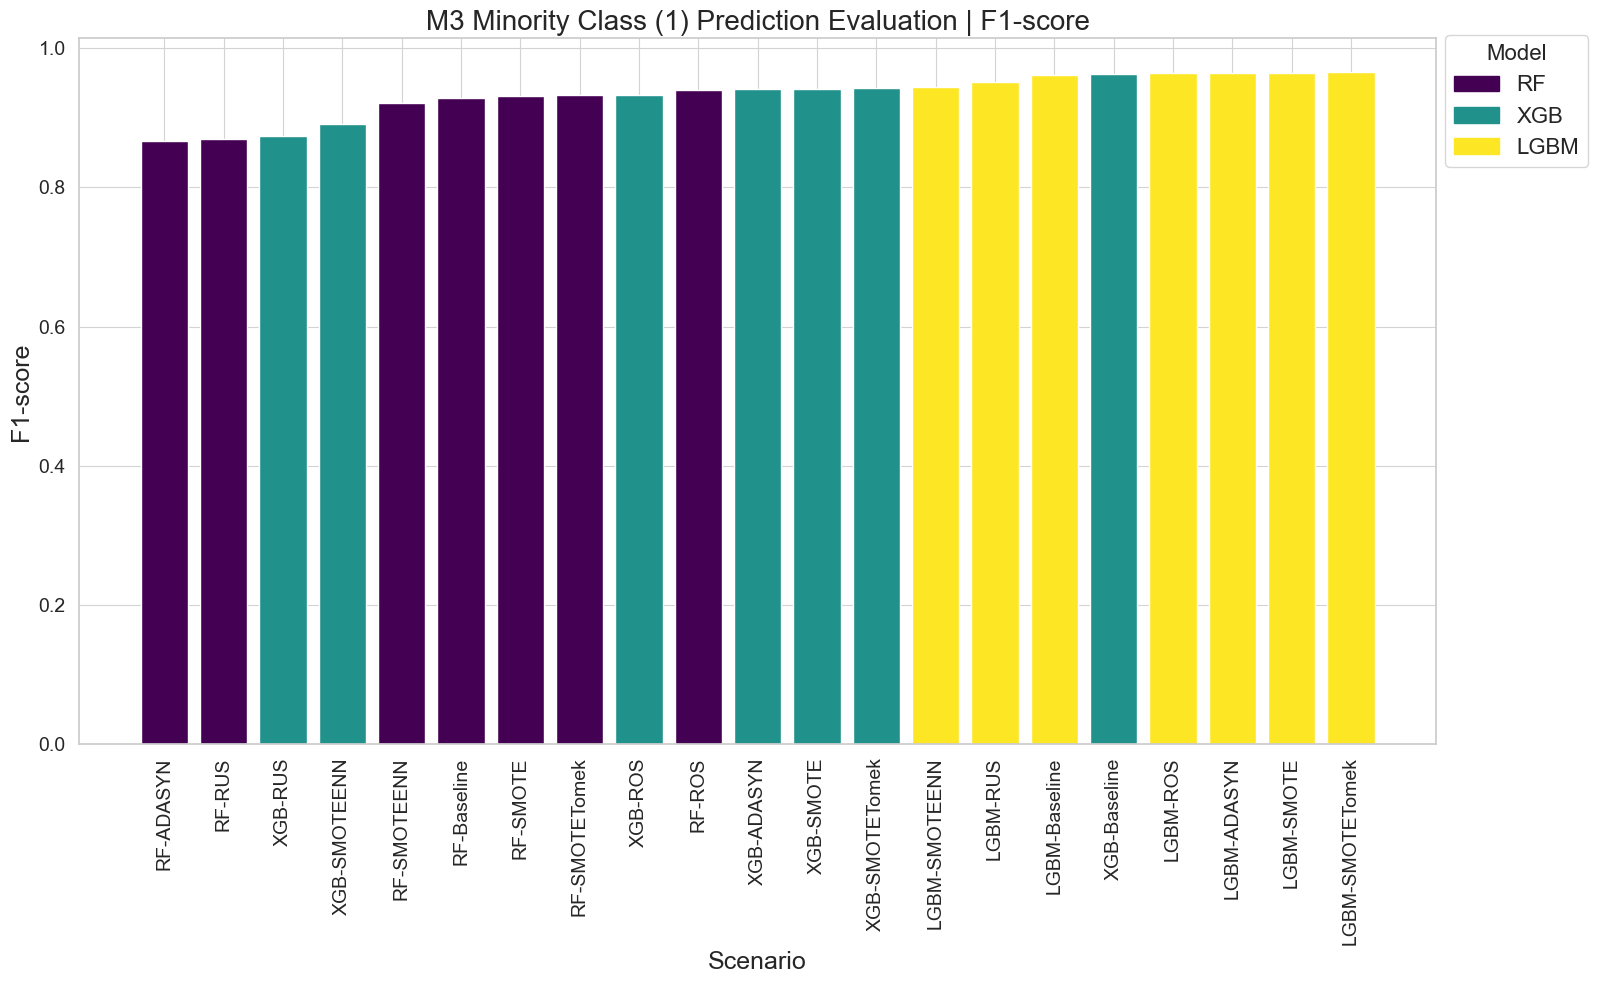 M3 Minority Class (1) Prediction Evaluation | F1-score
Model
RF
XGB
LGBM
F1-score
1.0
0.8
0.6
0.4
0.2
0.0
RF-ADASYN
RF-RUS
XGB-RUS
XGB-SMOTEENN
RF-SMOTEENN
RF-Baseline
RF-SMOTE
RF-SMOTETomek
XGB-ROS
RF-ROS
XGB-ADASYN
XGB-SMOTE
XGB-SMOTETomek
LGBM-SMOTEENN
LGBM-RUS
LGBM-Baseline
XGB-Baseline
LGBM-ROS
LGBM-ADASYN
LGBM-SMOTE
LGBM-SMOTETomek
Scenario